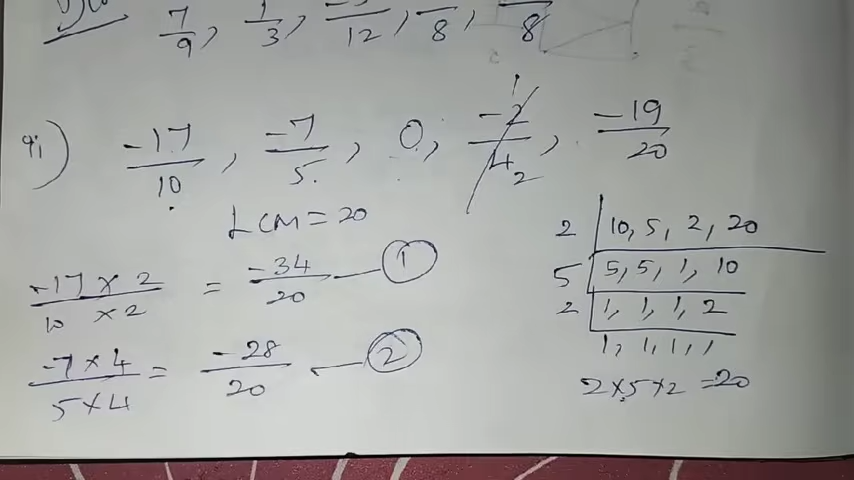 7/9, 1/3, /12, /8, /8
-17/10, -7/5, 0, -2/4 1/2, -19/20
LCM = 20
2 | 10, 5, 2, 20
5 | 5, 5, 1, 10
2 | 1, 1, 1, 2
1, 1, 1, 1
2×5×2 = 20
-17 × 2 / 10 × 2 = -34/20 — 1
-7 × 4 / 5 × 4 = -28/20 — 2